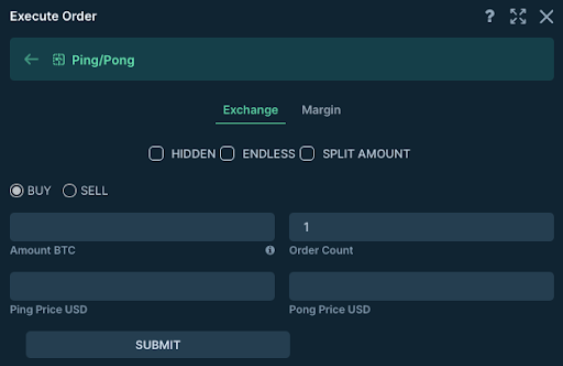 Execute Order ?
Ping/Pong
Exchange Margin
HIDDEN ENDLESS SPLIT AMOUNT
BUY SELL
1
Amount BTC Order Count
Ping Price USD Pong Price USD
SUBMIT